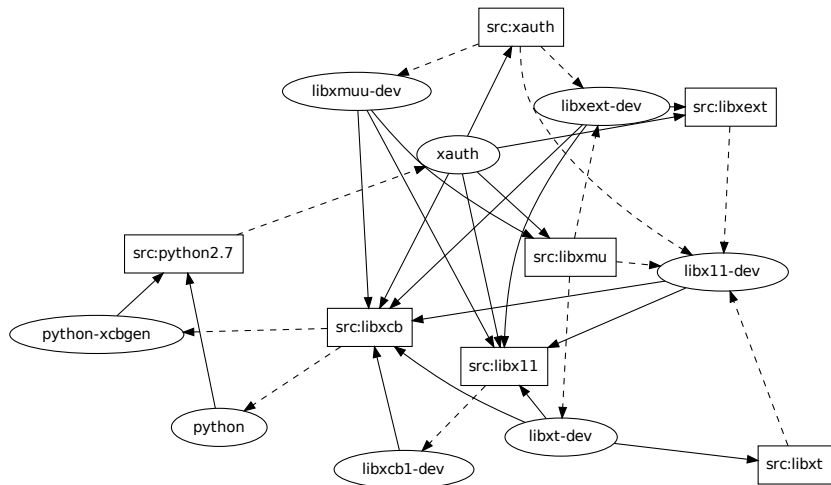 src:xauth
libxmuu-dev
libxext-dev
src:libxext
xauth
src:python2.7
src:libxmu
libx11-dev
python-xcbgen
src:libxcb
src:libx11
python
libxt-dev
libxcb1-dev
src:libxt